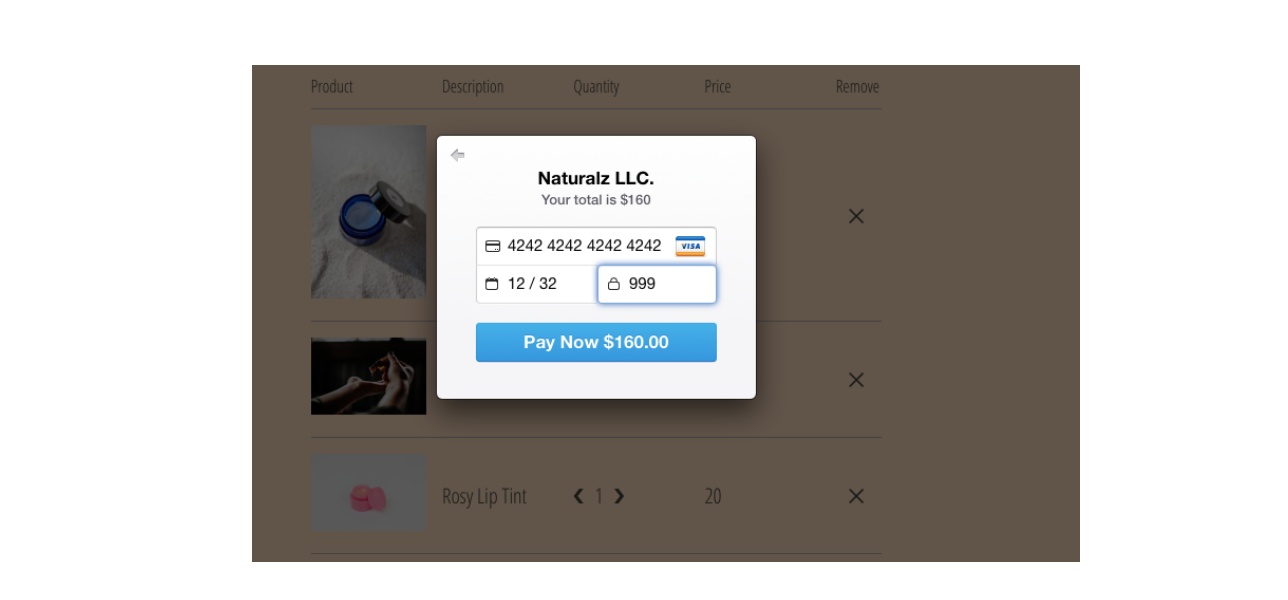 Product Description Quantity Price Remove
Naturalz LLC.
Your total is $160
4242 4242 4242 4242 VISA
12 / 32 999
Pay Now $160.00
Rosy Lip Tint 1 20